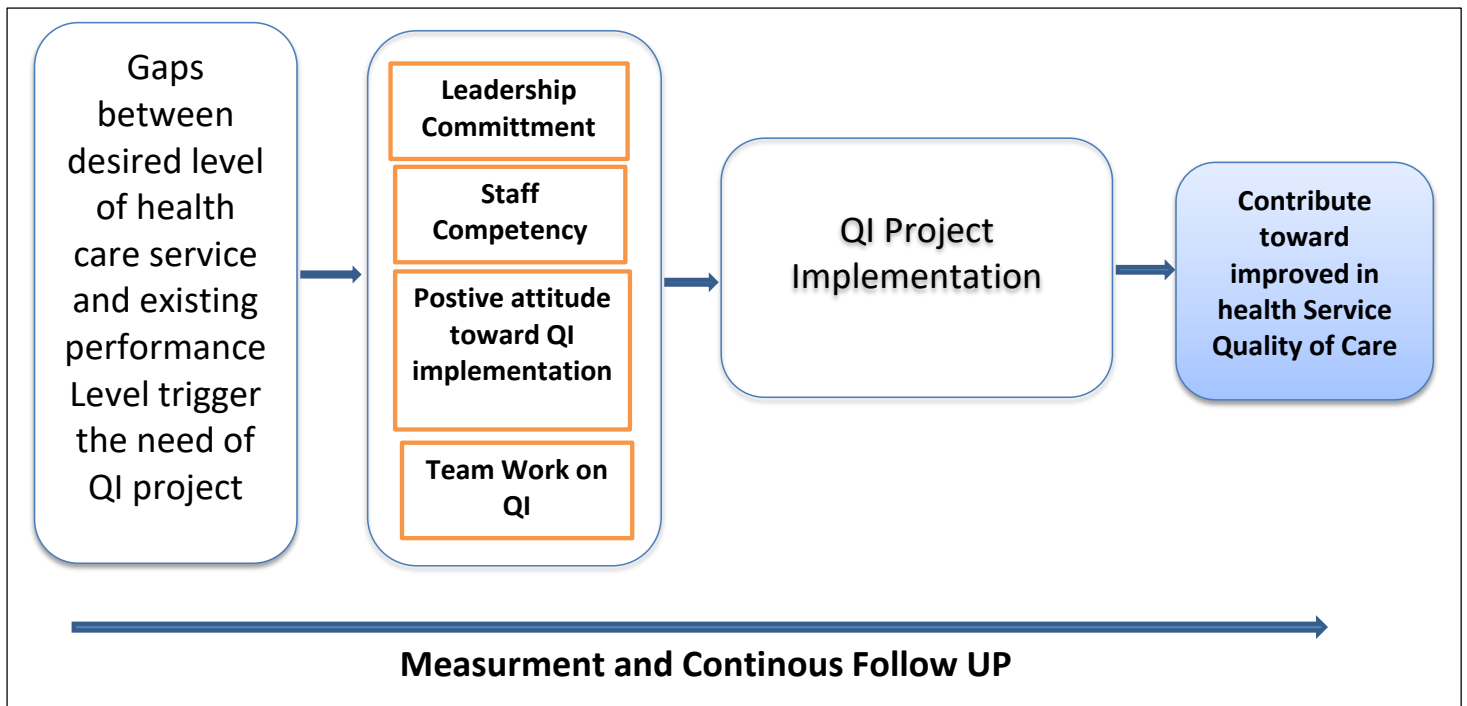 Gaps
between
desired level
of health
care service
and existing
performance
Level trigger
the need of
QI project
Leadership
Committment
Staff
Competency
Postive attitude
toward QI
implementation
Team Work on
QI
QI Project
Implementation
Contribute
toward
improved in
health Service
Quality of Care
Measurment and Continous Follow UP